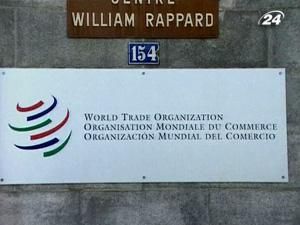 CENTRE
WILLIAM RAPPARD
24
154
WORLD TRADE ORGANIZATION
ORGANISATION MONDIALE DU COMMERCE
ORGANIZACIÓN MUNDIAL DEL COMERCIO